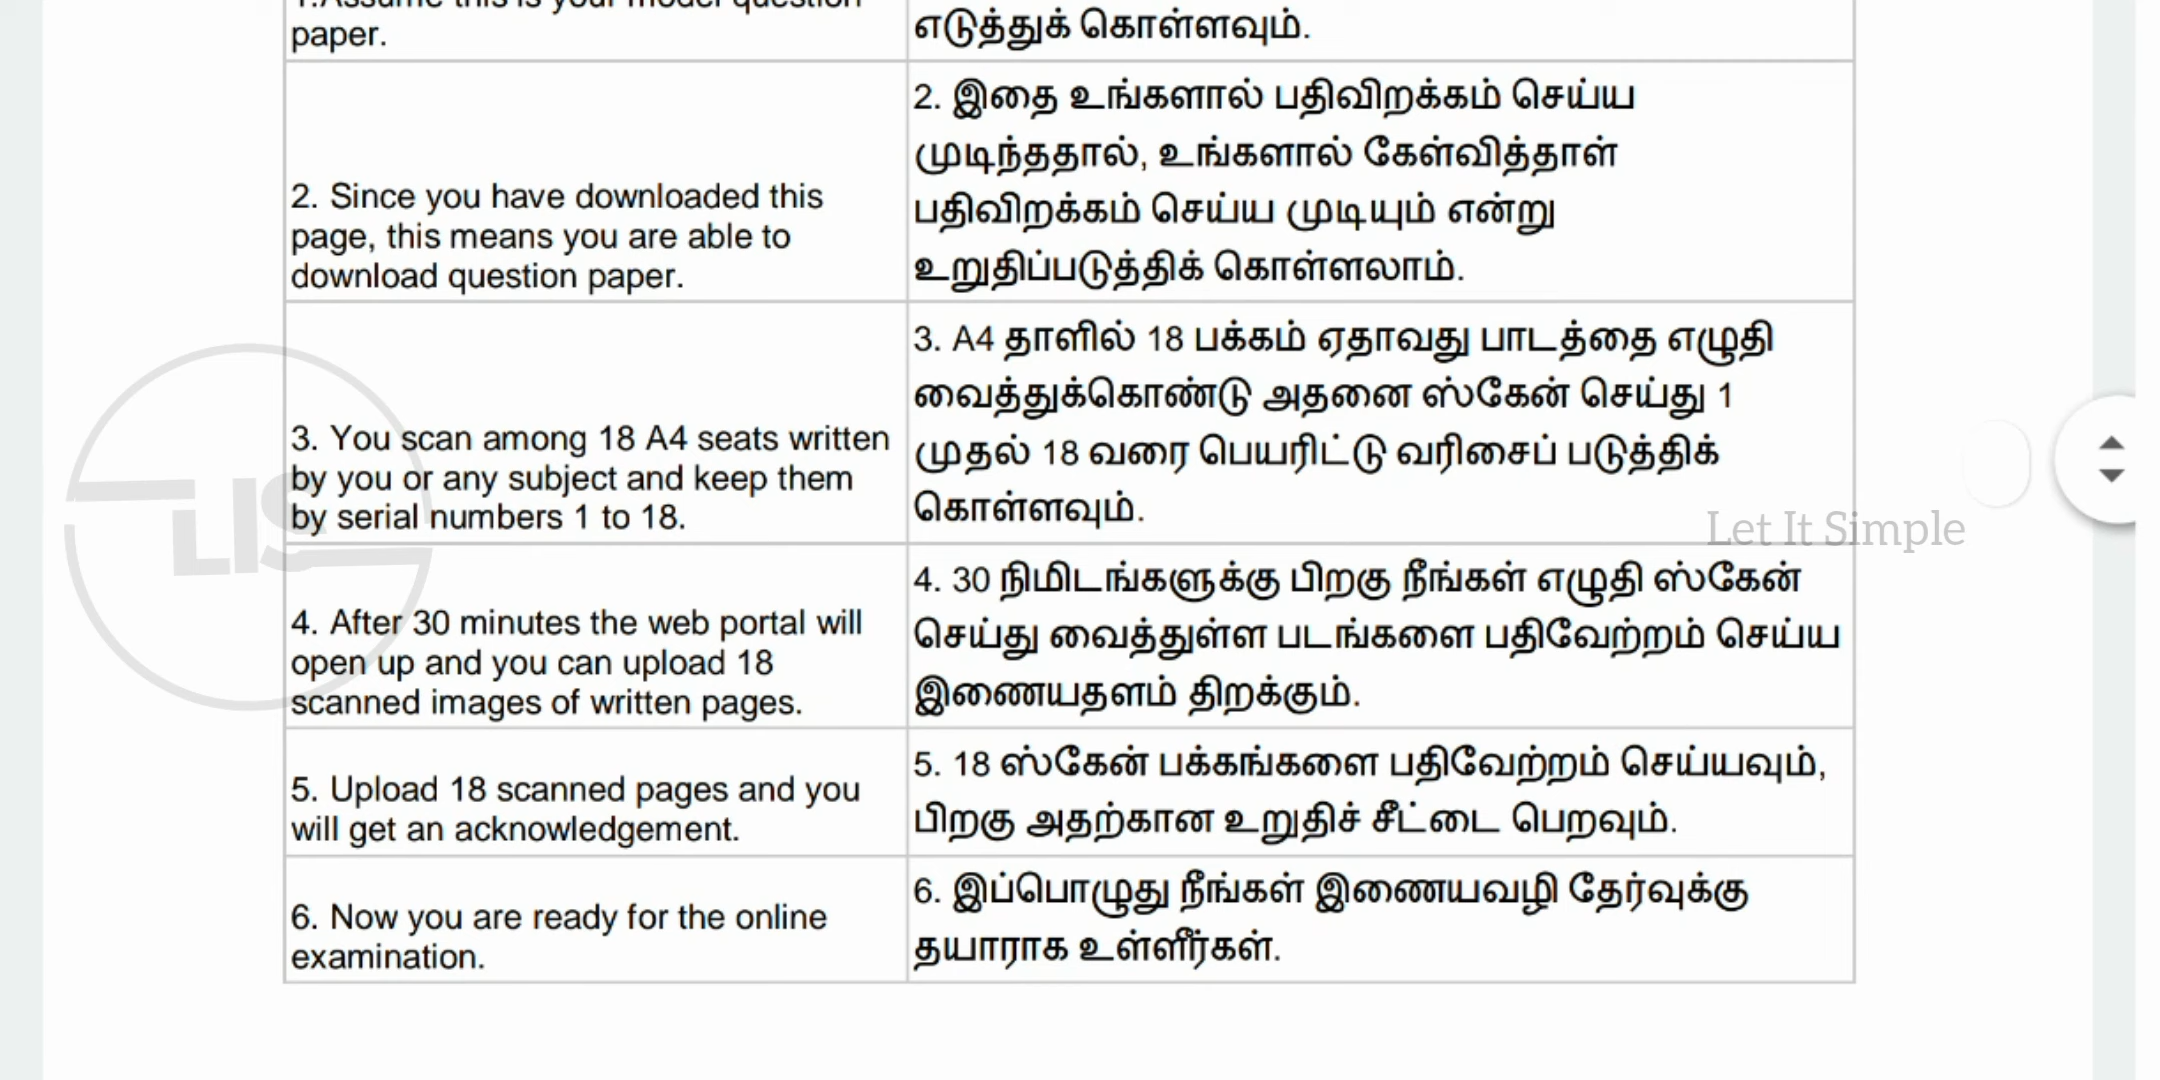 1.Assume this is your model question
paper.
எடுத்துக் கொள்ளவும்.
2. Since you have downloaded this
page, this means you are able to
download question paper.
2. இதை உங்களால் பதிவிறக்கம் செய்ய
முடிந்ததால், உங்களால் கேள்வித்தாள்
பதிவிறக்கம் செய்ய முடியும் என்று
உறுதிப்படுத்திக் கொள்ளலாம்.
3. You scan among 18 A4 seats written
by you or any subject and keep them
by serial numbers 1 to 18.
3. A4 தாளில் 18 பக்கம் ஏதாவது பாடத்தை எழுதி
வைத்துக்கொண்டு அதனை ஸ்கேன் செய்து 1
முதல் 18 வரை பெயரிட்டு வரிசைப் படுத்திக்
கொள்ளவும்.
4. After 30 minutes the web portal will
open up and you can upload 18
scanned images of written pages.
4. 30 நிமிடங்களுக்கு பிறகு நீங்கள் எழுதி ஸ்கேன்
செய்து வைத்துள்ள படங்களை பதிவேற்றம் செய்ய
இணையதளம் திறக்கும்.
5. Upload 18 scanned pages and you
will get an acknowledgement.
5. 18 ஸ்கேன் பக்கங்களை பதிவேற்றம் செய்யவும்,
பிறகு அதற்கான உறுதிச் சீட்டை பெறவும்.
6. Now you are ready for the online
examination.
6. இப்பொழுது நீங்கள் இணையவழி தேர்வுக்கு
தயாராக உள்ளீர்கள்.
LIS
Let It Simple